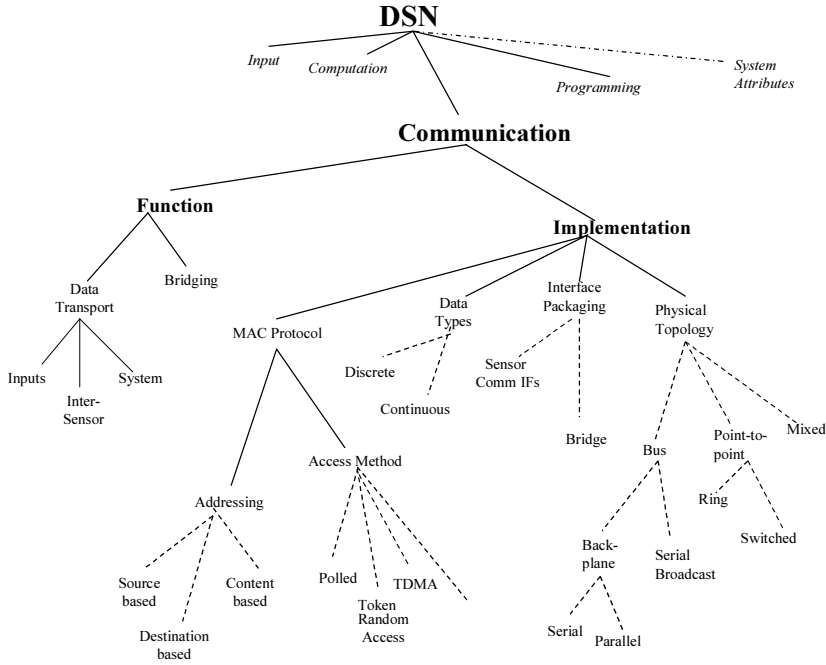 DSN
Input
Computation
Programming
System
Attributes
Communication
Function
Implementation
Data
Transport
Bridging
MAC Protocol
Data
Types
Interface
Packaging
Physical
Topology
Inputs
Inter-
Sensor
System
Discrete
Continuous
Sensor
Comm IFs
Bridge
Bus
Point-to-
point
Mixed
Addressing
Access Method
Ring
Switched
Back-
plane
Serial
Broadcast
Source
based
Destination
based
Content
based
Polled
Token
TDMA
Random
Access
Serial
Parallel